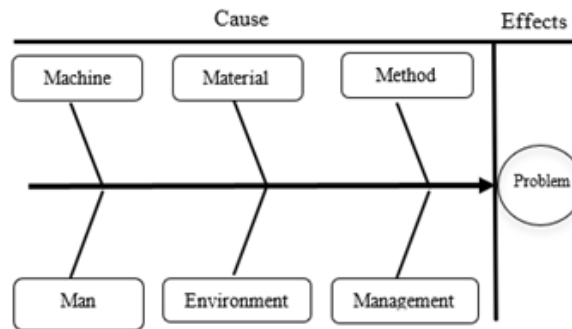 Cause
Effects
Machine
Material
Method
Problem
Man
Environment
Management